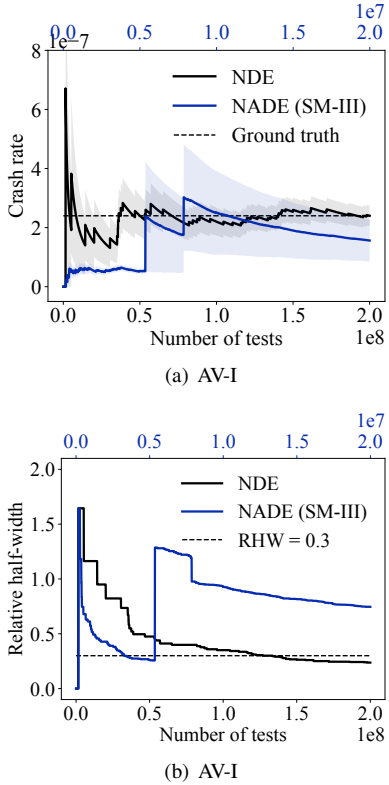 1e7
0.0 0.5 1.0 1.5 2.0
8 1e−7
NDE
NADE (SM-III)
Ground truth
6
4
2
0
Crash rate
0.0 0.5 1.0 1.5 2.0
Number of tests 1e8
(a) AV-I
1e7
0.0 0.5 1.0 1.5 2.0
2.0
NDE
NADE (SM-III)
RHW = 0.3
1.5
1.0
0.5
0.0
Relative half-width
0.0 0.5 1.0 1.5 2.0
Number of tests 1e8
(b) AV-I